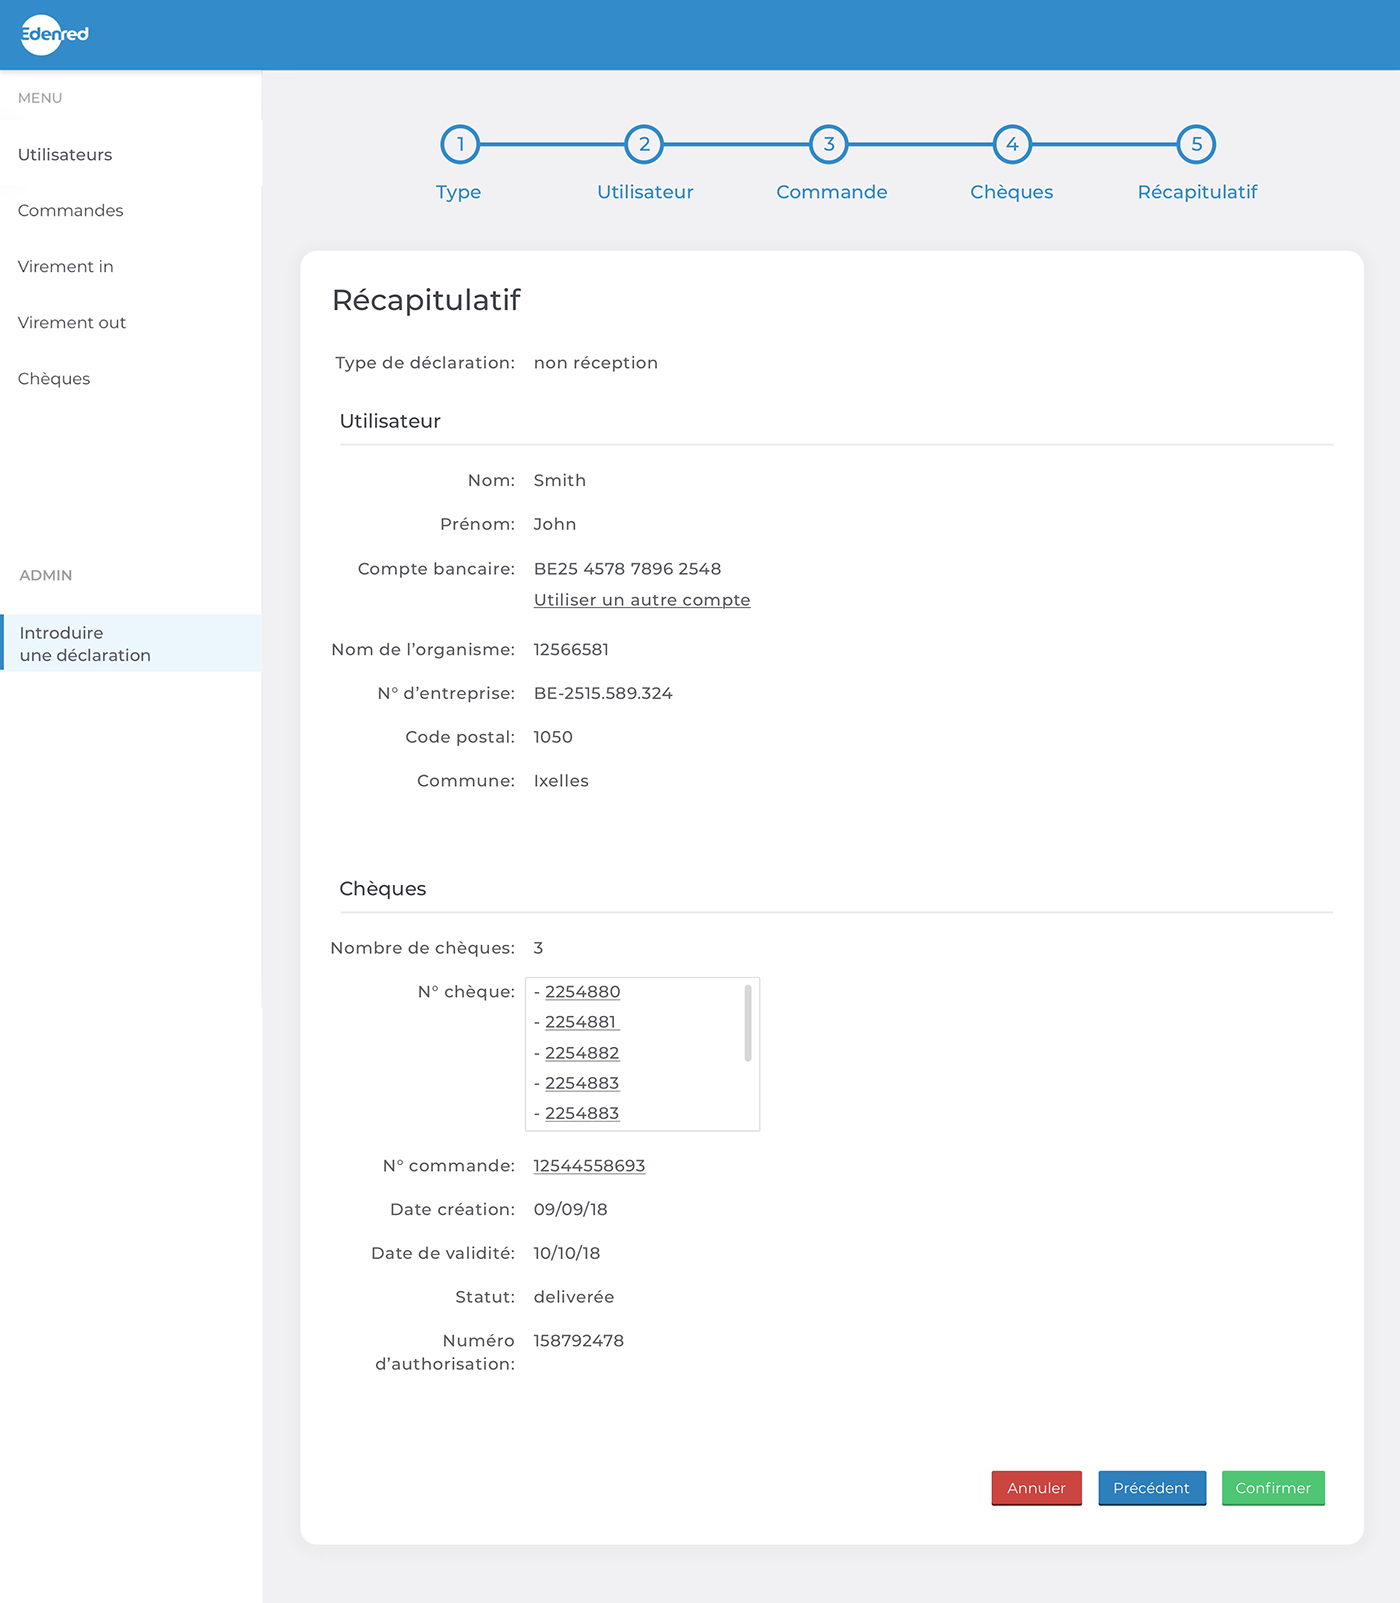 Edenred
MENU
Utilisateurs
Commandes
Virement in
Virement out
Chèques
ADMIN
Introduire
une déclaration
1 2 3 4 5
Type Utilisateur Commande Chèques Récapitulatif
Récapitulatif
Type de déclaration: non réception
Utilisateur
Nom: Smith
Prénom: John
Compte bancaire: BE25 4578 7896 2548
Utiliser un autre compte
Nom de l’organisme: 12566581
N° d’entreprise: BE-2515.589.324
Code postal: 1050
Commune: Ixelles
Chèques
Nombre de chèques: 3
N° chèque: - 2254880
- 2254881
- 2254882
- 2254883
- 2254883
N° commande: 12544558693
Date création: 09/09/18
Date de validité: 10/10/18
Statut: deliverée
Numéro 158792478
d’authorisation:
Annuler Précédent Confirmer